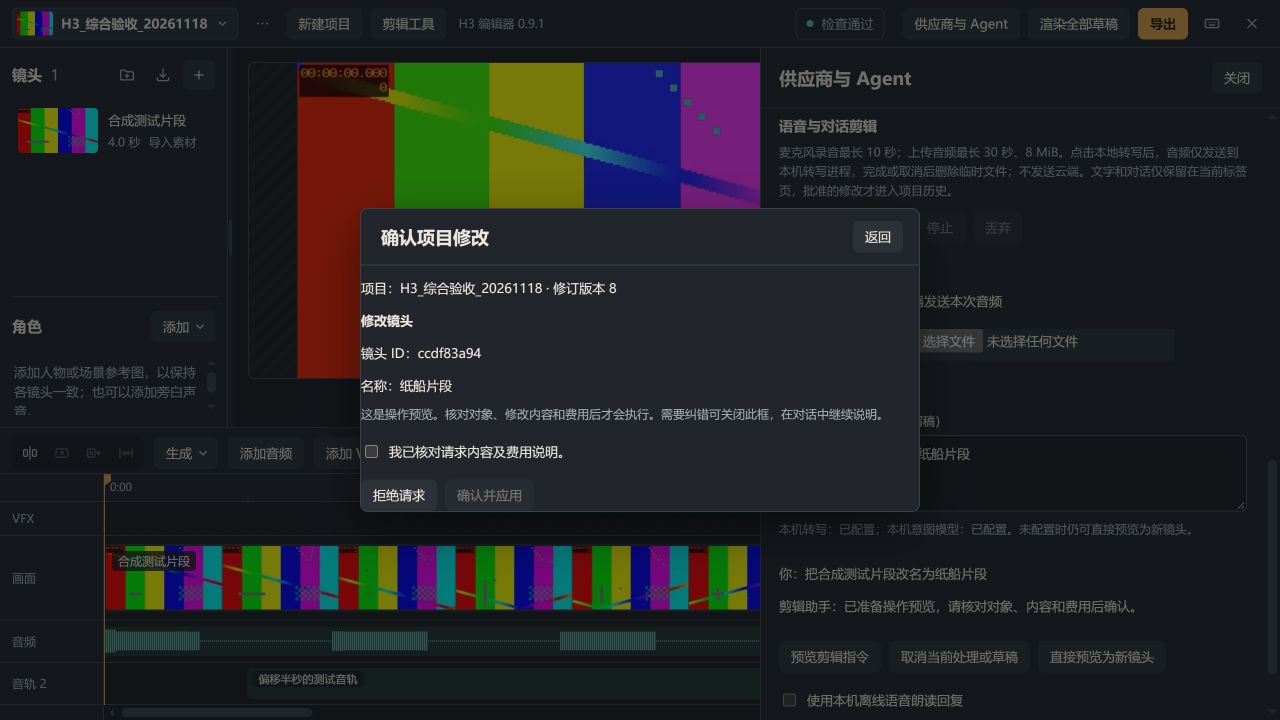 H3_综合验收_20261118
新建项目
剪辑工具
H3 编辑器 0.9.1
检查通过
供应商与 Agent
渲染全部草稿
导出
镜头 1
合成测试片段
4.0 秒 导入素材
角色
添加
添加人物或场景参考图，以保持
各镜头一致；也可以添加旁白声
音。
00:00:00.000
0
供应商与 Agent
关闭
语音与对话剪辑
麦克风录音最长 10 秒；上传音频最长 30 秒、8 MiB。点击本地转写后，音频仅发送到
本机转写进程，完成或取消后删除临时文件；不发送云端。文字和对话仅保留在当前标签
页，批准的修改才进入项目历史。
停止
丢弃
发送本次音频
选择文件 未选择任何文件
稿）
纸船片段
本机转写：已配置；本机意图模型：已配置。未配置时仍可直接预览为新镜头。
你：把合成测试片段改名为纸船片段
剪辑助手：已准备操作预览，请核对对象、内容和费用后确认。
预览剪辑指令
取消当前处理或草稿
直接预览为新镜头
使用本机离线语音朗读回复
确认项目修改
返回
项目：H3_综合验收_20261118 · 修订版本 8
修改镜头
镜头 ID：ccdf83a94
名称：纸船片段
这是操作预览。核对对象、修改内容和费用后才会执行。需要纠错可关闭此框，在对话中继续说明。
我已核对请求内容及费用说明。
拒绝请求
确认并应用
生成
添加音频
添加 V
0:00
VFX
画面
合成测试片段
音频
音轨 2
偏移半秒的测试音轨